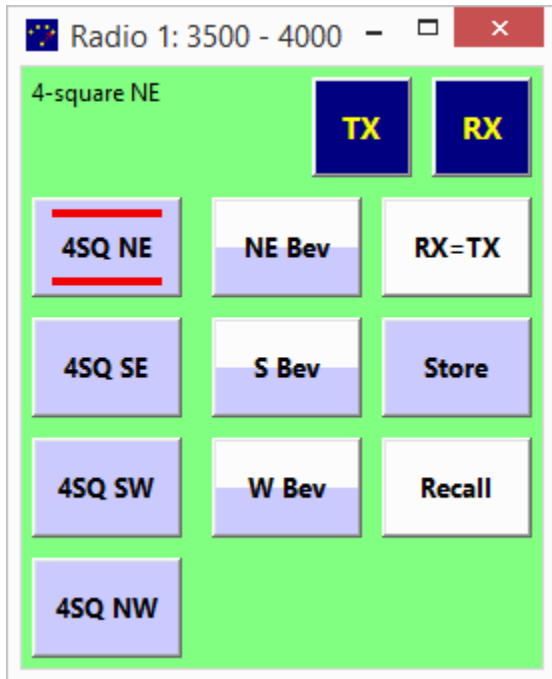 Radio 1: 3500 - 4000
4-square NE
TX
RX
4SQ NE
NE Bev
RX=TX
4SQ SE
S Bev
Store
4SQ SW
W Bev
Recall
4SQ NW